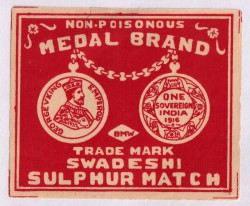 NON-POISONOUS
MEDAL BRAND
GEORGE V KING EMPEROR
ONE
SOVEREIGN
INDIA
1916
BMW
TRADE MARK
SWADESHI
SULPHUR MATCH